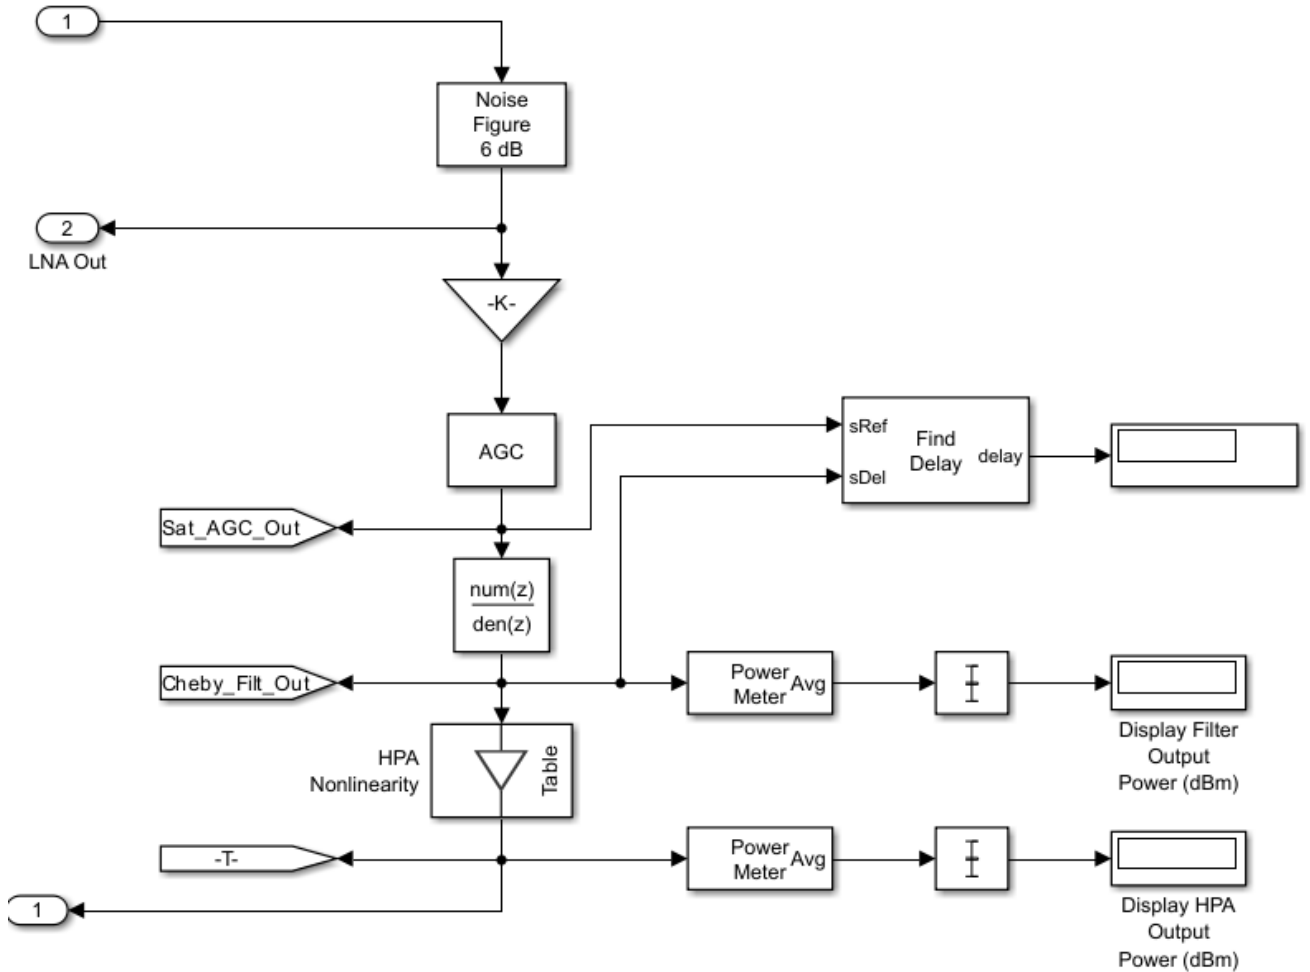 1
Noise
Figure
6 dB
2
LNA Out
-K-
AGC
sRef
sDel
Find
Delay
delay
Sat_AGC_Out
num(z)
den(z)
Cheby_Filt_Out
Power
Meter
Avg
Display Filter
Output
Power (dBm)
HPA
Nonlinearity
Table
-T-
Power
Meter
Avg
Display HPA
Output
Power (dBm)
1